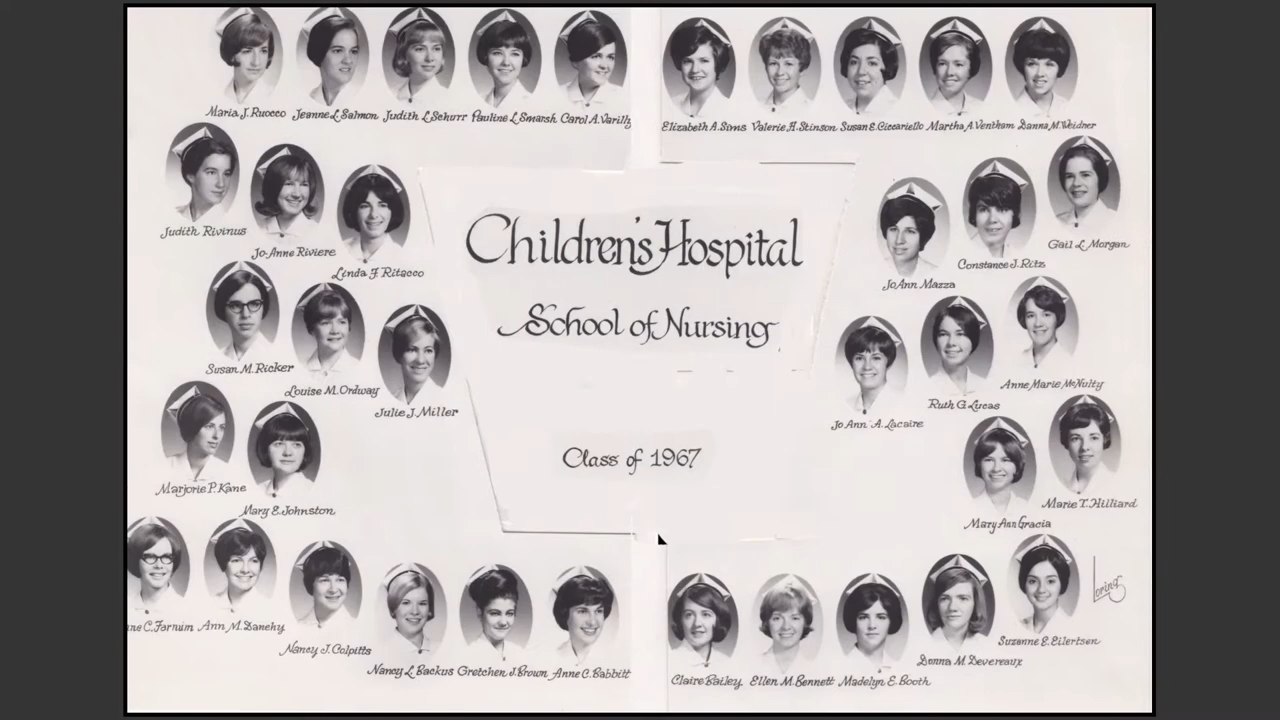 Maria J. Ruocco Jeanne L. Salmon Judith L. Schurr Pauline L. Smarsh Carol A. Varilly
Elizabeth A. Sims Valerie H. Stinson Susan E. Ciccariello Martha A. Ventham Danna M. Weidner
Judith Rivinus
Jo-Anne Riviere
Linda F. Ritacco
JoAnn Mazza
Constance J. Ritz
Gail L. Morgan
Children's Hospital
School of Nursing
Susan M. Ricker
Louise M. Ordway
Julie J. Miller
Jo Ann A. Lacaire
Ruth G. Lucas
Anne Marie McNulty
Class of 1967
Marjorie P. Kane
Mary E. Johnston
Mary Ann Gracia
Marie T. Hilliard
ne C. Farnum Ann M. Danehy
Nancy J. Colpitts
Nancy L. Backus Gretchen J. Brown Anne C. Babbitt
Claire Bailey Ellen M. Bennett Madelyn E. Booth
Donna M. Devereaux
Suzanne E. Eilertsen
Loring